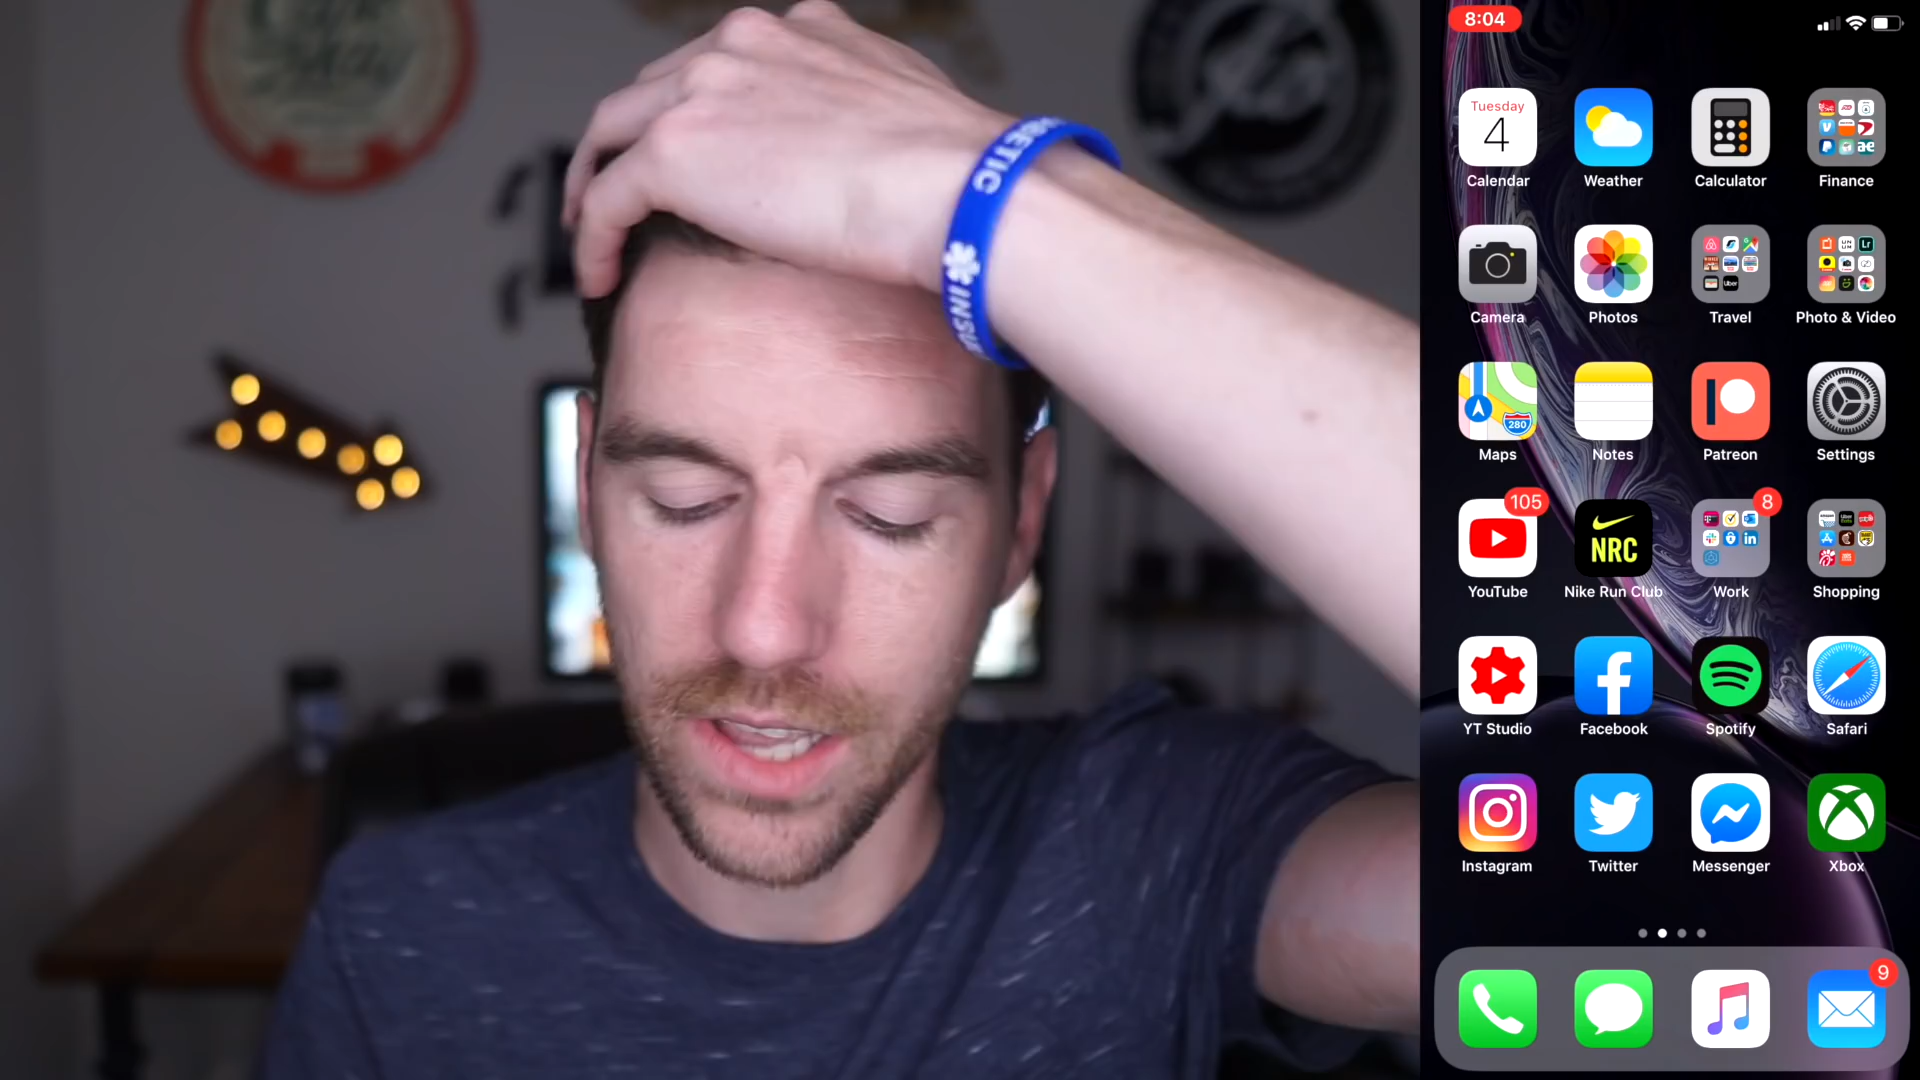 8:04
Tuesday
4
Calendar
Weather
Calculator
Finance
Camera
Photos
Travel
Photo & Video
280
Maps
Notes
Patreon
Settings
105
NRC
8
YouTube
Nike Run Club
Work
Shopping
YT Studio
Facebook
Spotify
Safari
Instagram
Twitter
Messenger
Xbox
9